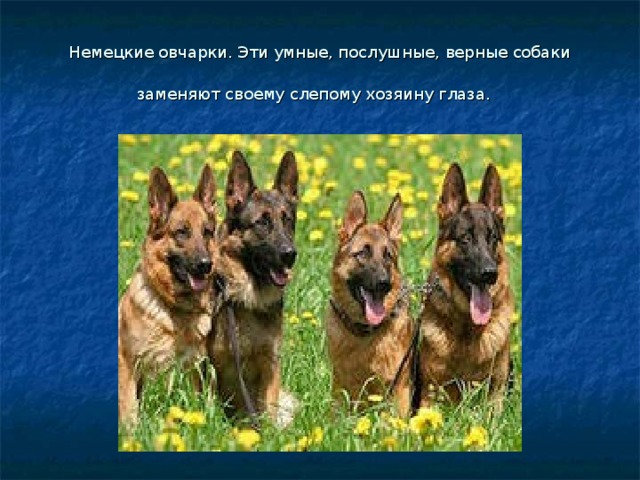 Немецкие овчарки. Эти умные, послушные, верные собаки
заменяют своему слепому хозяину глаза.